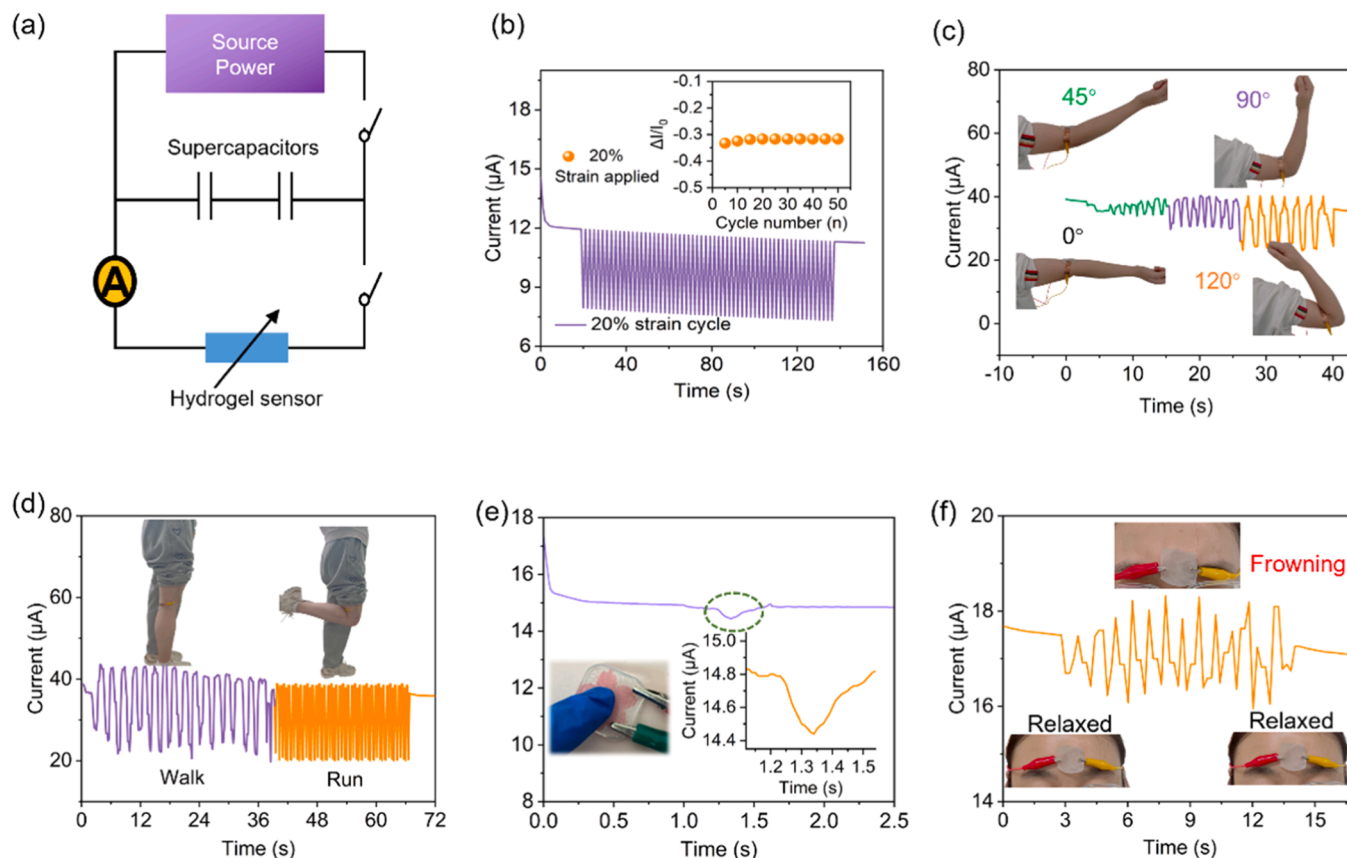 (a)
Source
Power
Supercapacitors
A
Hydrogel sensor
(b)
Current (μA)
18
15
12
9
6
0 40 80 120 160
Time (s)
20%
Strain applied
20% strain cycle
ΔI/I0
-0.1
-0.2
-0.3
-0.4
-0.5
0 5 10 15 20 25 30 35 40 45 50
Cycle number (n)
(c)
Current (μA)
80
60
40
20
0
-10 0 10 20 30 40
Time (s)
45°
90°
0°
120°
(d)
Current (μA)
80
60
40
20
0 12 24 36 48 60 72
Time (s)
Walk
Run
(e)
Current (μA)
18
16
14
12
10
8
0.0 0.5 1.0 1.5 2.0 2.5
Time (s)
Current (μA)
15.0
14.8
14.6
14.4
1.2 1.3 1.4 1.5
Time (s)
(f)
Current (μA)
20
18
16
14
0 3 6 9 12 15
Time (s)
Frowning
Relaxed
Relaxed